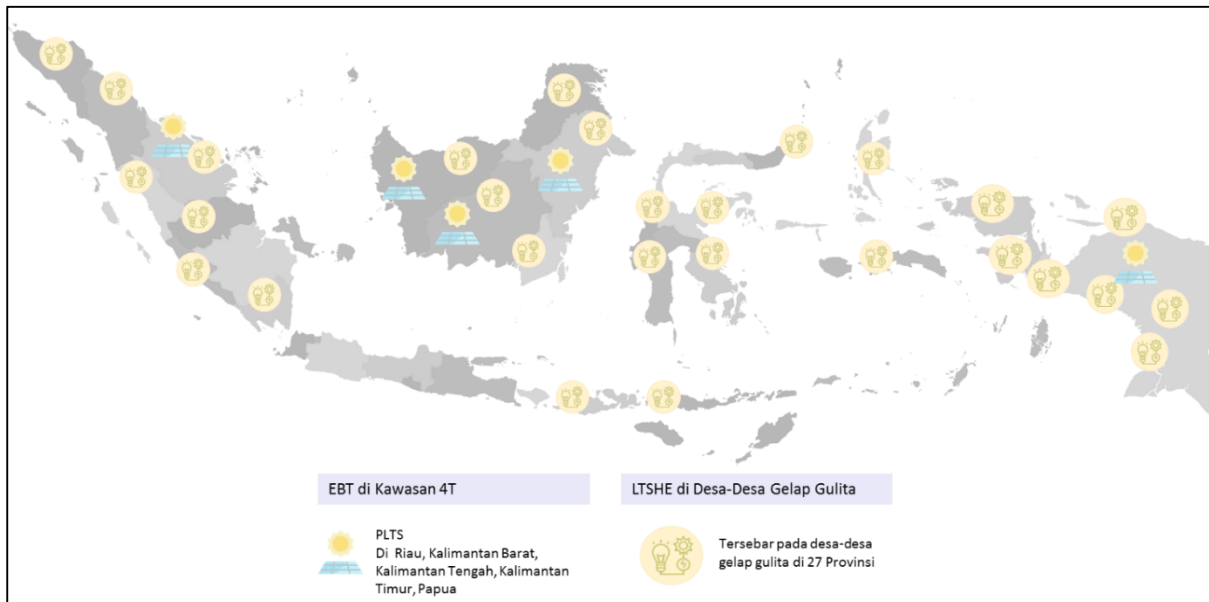 EBT di Kawasan 4T
PLTS
Di Riau, Kalimantan Barat,
Kalimantan Tengah, Kalimantan
Timur, Papua
LTSHE di Desa-Desa Gelap Gulita
Tersebar pada desa-desa
gelap gulita di 27 Provinsi